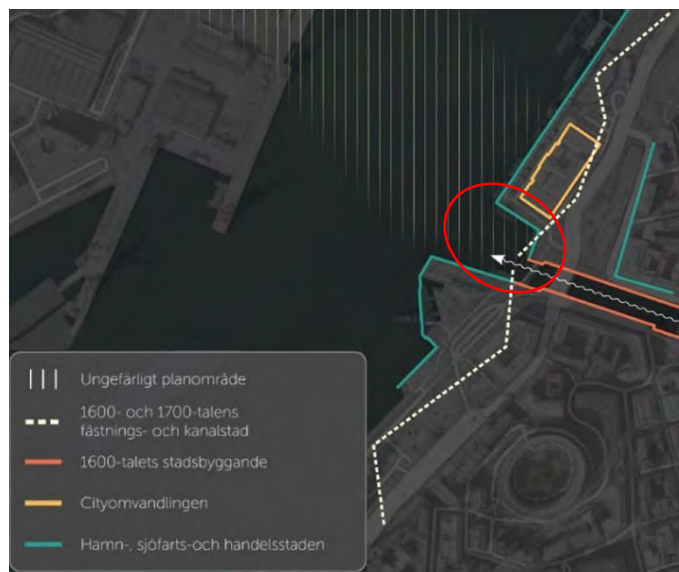 Ungefärligt planområde
1600- och 1700-talens
fästnings- och kanalstad
1600-talets stadsbyggande
Cityomvandlingen
Hamn-, sjöfarts-och handelsstaden